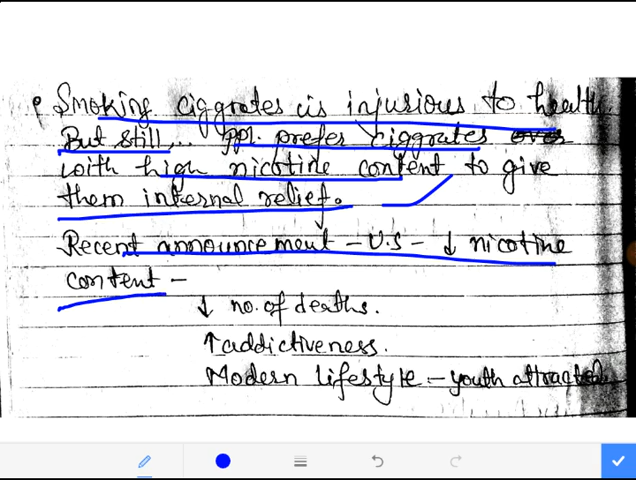 • Smoking ciggrates is injurious to health.
But still... ppl. prefer ciggrates
with high nicotine content to give
them internal relief.
Recent announcement - U.S - ↓ nicotine
content -
↓ no. of deaths.
↑ addictiveness.
Modern lifestyle - youth attracted